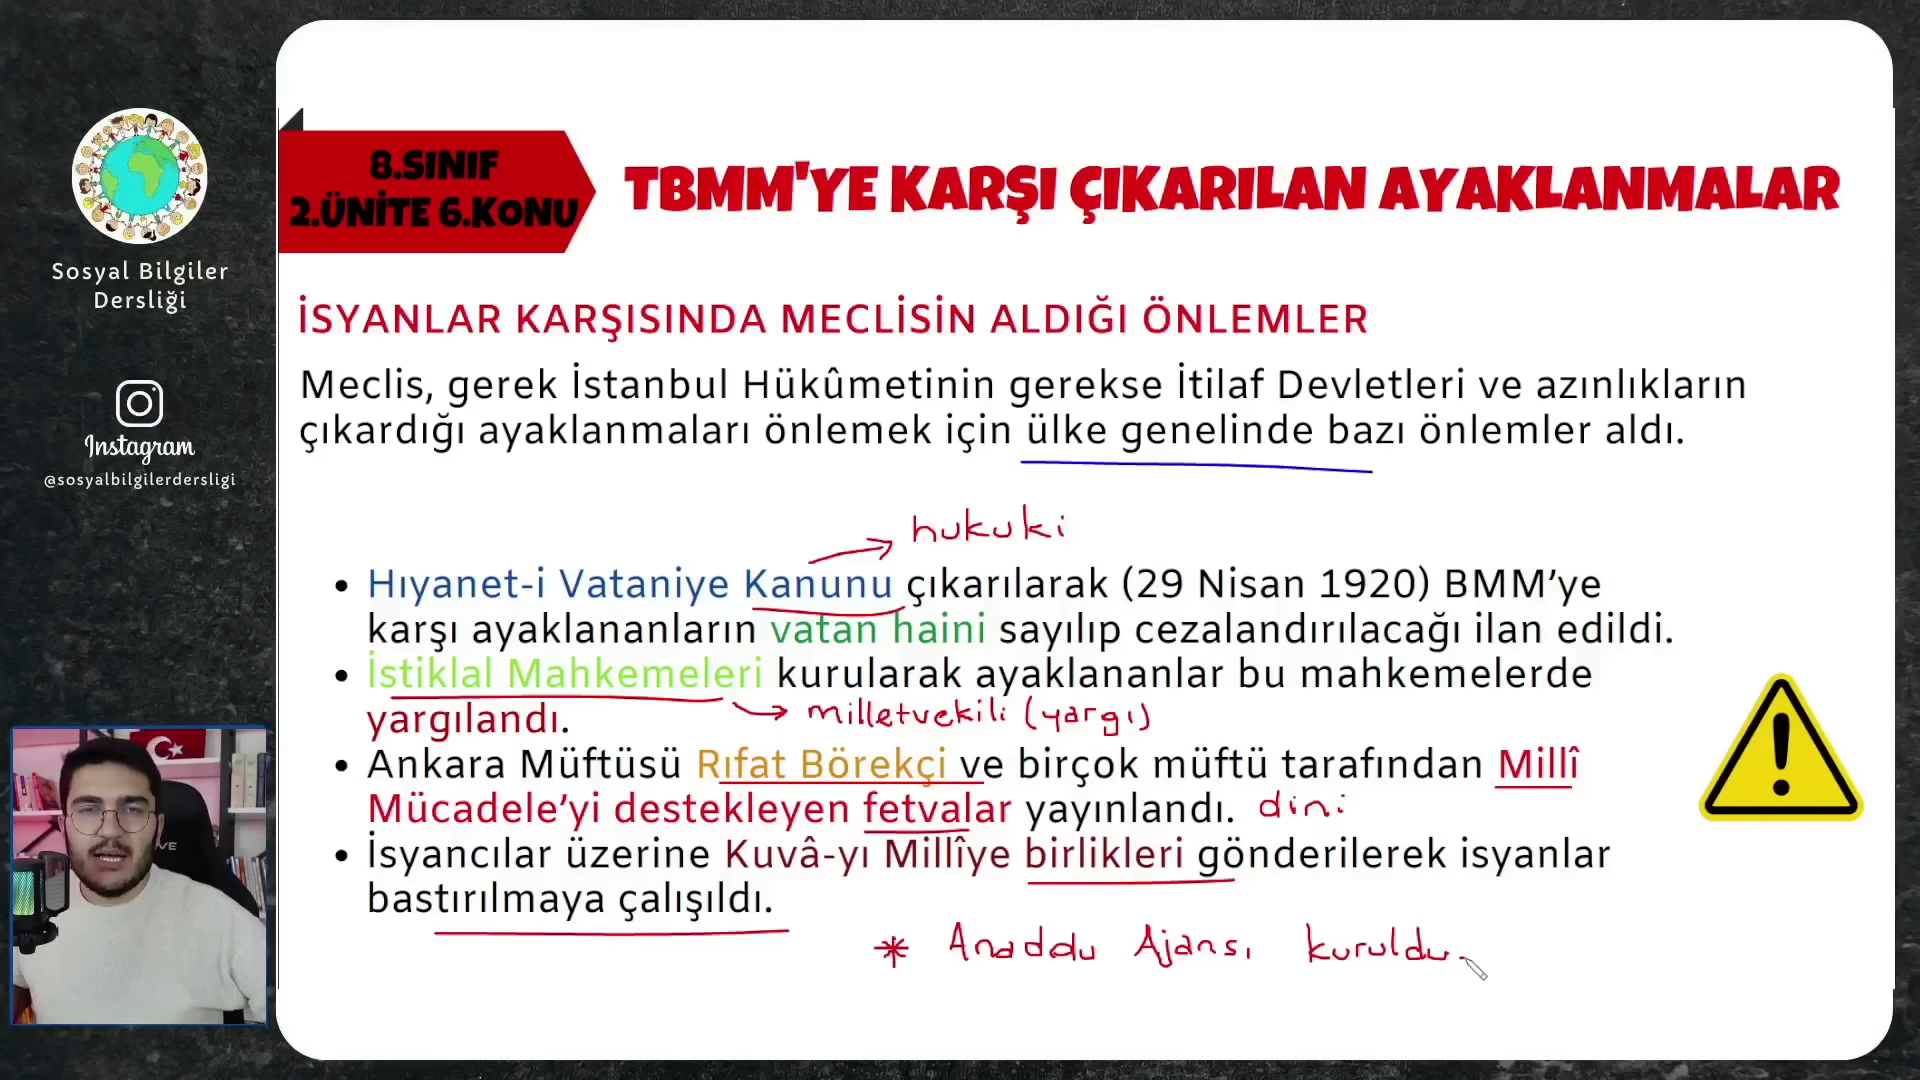 8.SINIF
2.ÜNİTE 6.KONU
TBMM'YE KARŞI ÇIKARILAN AYAKLANMALAR
Sosyal Bilgiler
Dersliği
Instagram
@sosyalbilgilerdersligi
İSYANLAR KARŞISINDA MECLİSİN ALDIĞI ÖNLEMLER
Meclis, gerek İstanbul Hükûmetinin gerekse İtilaf Devletleri ve azınlıkların
çıkardığı ayaklanmaları önlemek için ülke genelinde bazı önlemler aldı.
hukuki
• Hıyanet-i Vataniye Kanunu çıkarılarak (29 Nisan 1920) BMM’ye
karşı ayaklananların vatan haini sayılıp cezalandırılacağı ilan edildi.
• İstiklal Mahkemeleri kurularak ayaklananlar bu mahkemelerde
yargılandı.
milletvekili (yargı)
• Ankara Müftüsü Rıfat Börekçi ve birçok müftü tarafından Millî
Mücadele’yi destekleyen fetvalar yayınlandı. dini
• İsyancılar üzerine Kuvâ-yı Millîye birlikleri gönderilerek isyanlar
bastırılmaya çalışıldı.
* Anadolu Ajansı kuruldu.